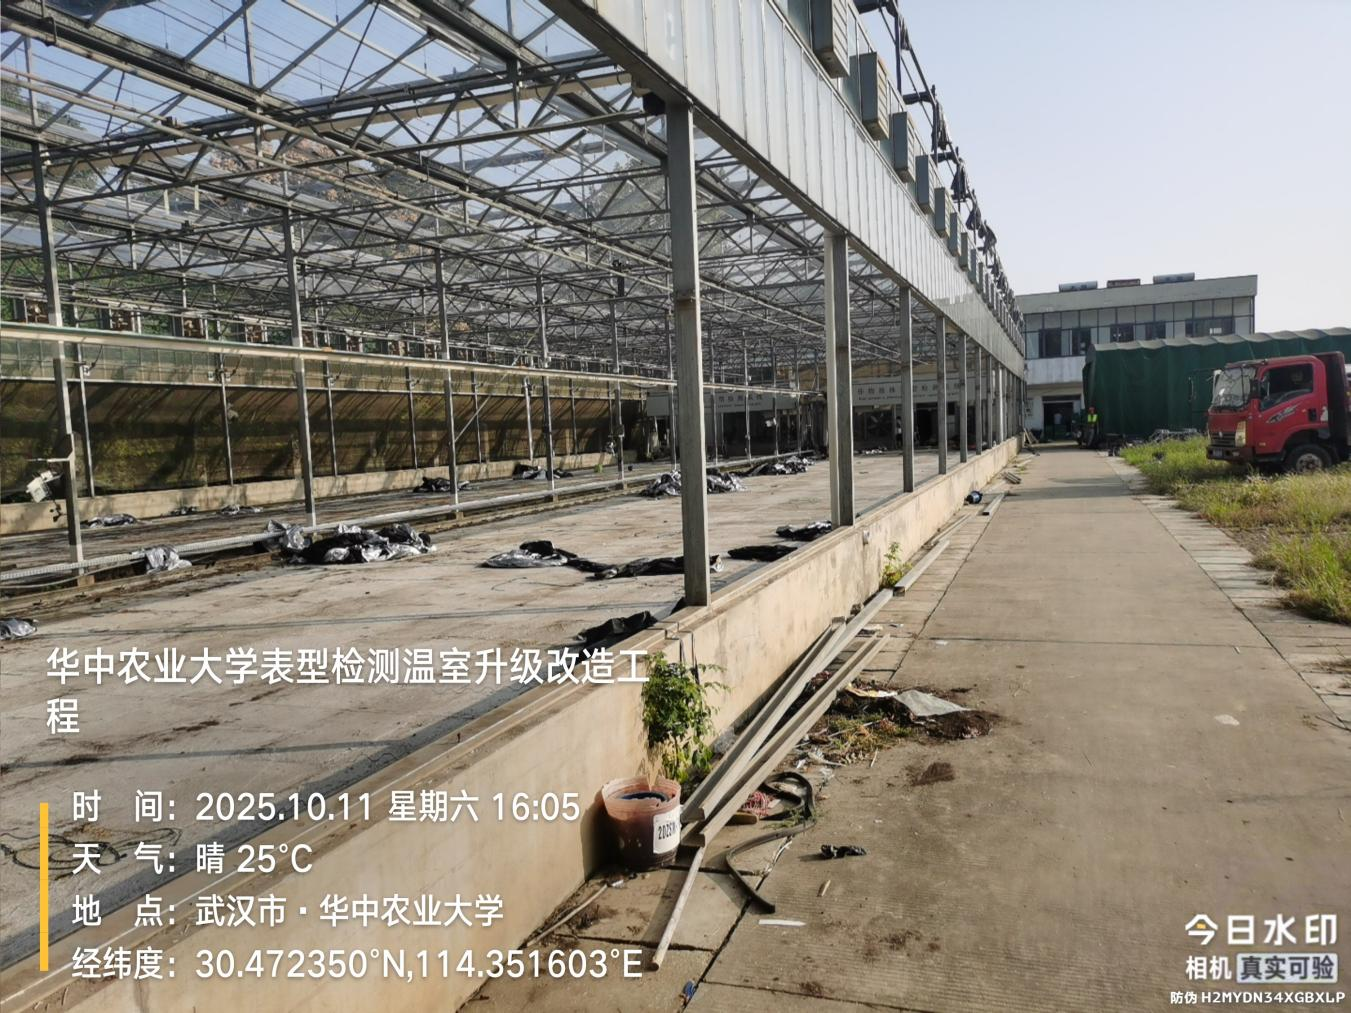 华中农业大学表型检测温室升级改造工
程
时 间：2025.10.11 星期六 16:05
天 气：晴 25°C
地 点：武汉市·华中农业大学
经纬度：30.472350°N,114.351603°E
今日水印
相机 真实可验
防伪 H2MYDN34XGBXLP